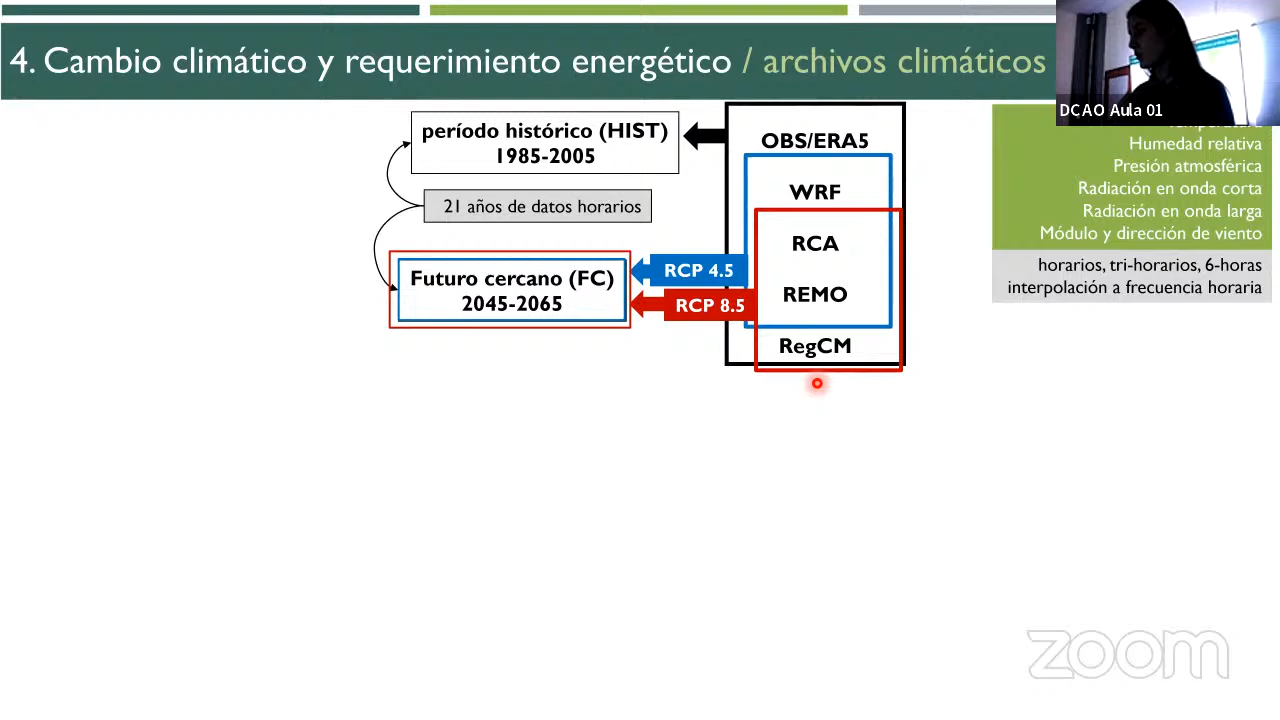 4. Cambio climático y requerimiento energético / archivos climáticos
DCAO Aula 01
período histórico (HIST)
1985-2005
21 años de datos horarios
Futuro cercano (FC)
2045-2065
RCP 4.5
RCP 8.5
OBS/ERA5
WRF
RCA
REMO
RegCM
Humedad relativa
Presión atmosférica
Radiación en onda corta
Radiación en onda larga
Módulo y dirección de viento
horarios, tri-horarios, 6-horas
interpolación a frecuencia horaria
zoom